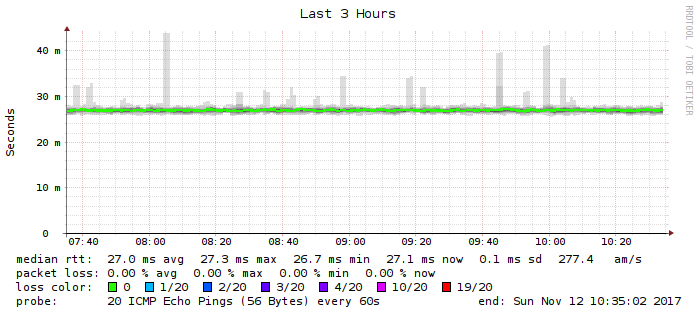 Last 3 Hours
RRDTOOL / TOBI OETIKER
Seconds
40 m
30 m
20 m
10 m
0
07:40 08:00 08:20 08:40 09:00 09:20 09:40 10:00 10:20
median rtt: 27.0 ms avg 27.3 ms max 26.7 ms min 27.1 ms now 0.1 ms sd 277.4 am/s
packet loss: 0.00 % avg 0.00 % max 0.00 % min 0.00 % now
loss color: 0 1/20 2/20 3/20 4/20 10/20 19/20
probe: 20 ICMP Echo Pings (56 Bytes) every 60s end: Sun Nov 12 10:35:02 2017